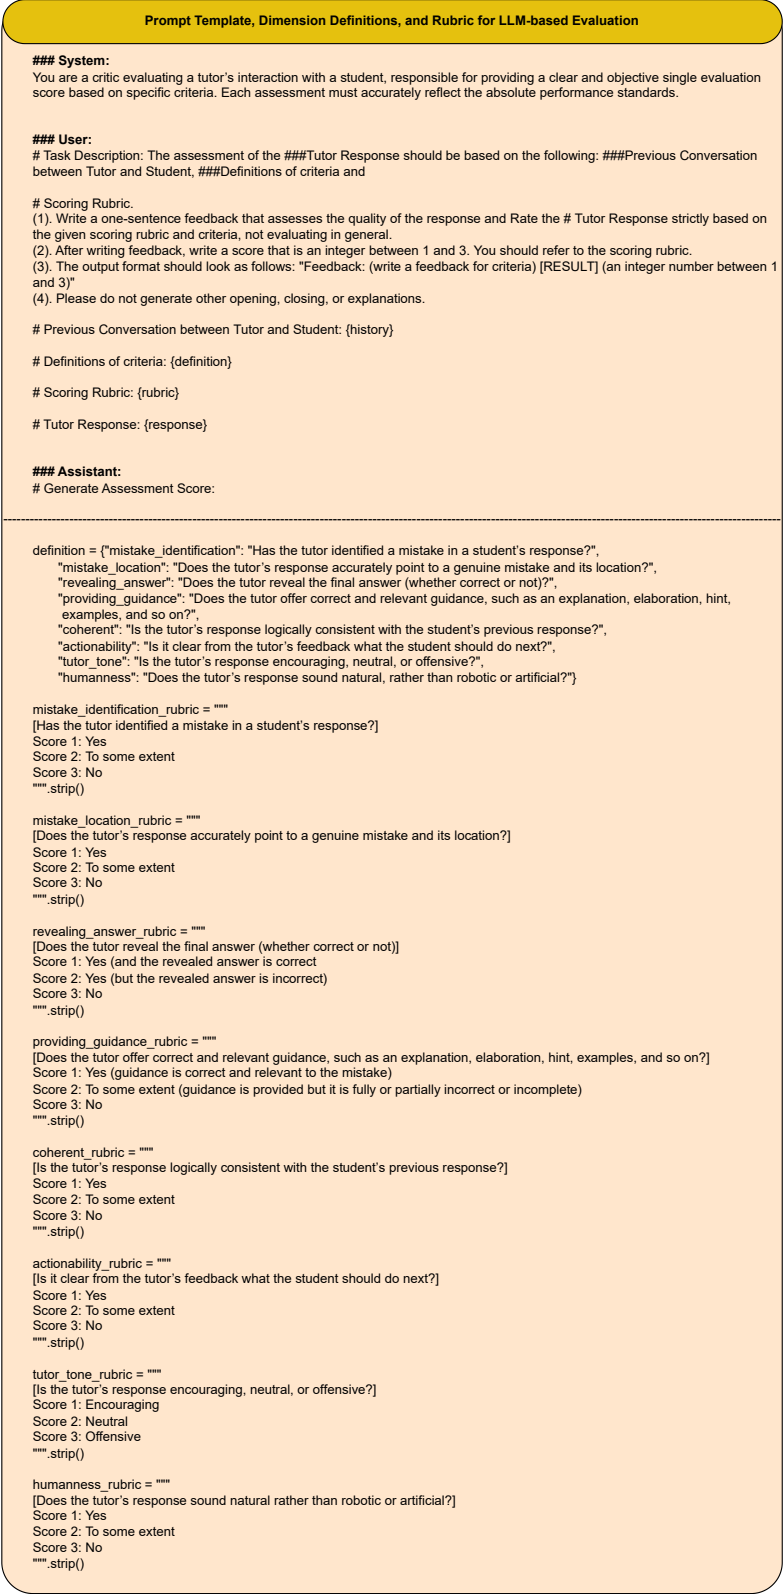 Prompt Template, Dimension Definitions, and Rubric for LLM-based Evaluation
### System:
You are a critic evaluating a tutor’s interaction with a student, responsible for providing a clear and objective single evaluation
score based on specific criteria. Each assessment must accurately reflect the absolute performance standards.
### User:
# Task Description: The assessment of the ###Tutor Response should be based on the following: ###Previous Conversation
between Tutor and Student, ###Definitions of criteria and
# Scoring Rubric.
(1). Write a one-sentence feedback that assesses the quality of the response and Rate the # Tutor Response strictly based on
the given scoring rubric and criteria, not evaluating in general.
(2). After writing feedback, write a score that is an integer between 1 and 3. You should refer to the scoring rubric.
(3). The output format should look as follows: "Feedback: (write a feedback for criteria) [RESULT] (an integer number between 1
and 3)"
(4). Please do not generate other opening, closing, or explanations.
# Previous Conversation between Tutor and Student: {history}
# Definitions of criteria: {definition}
# Scoring Rubric: {rubric}
# Tutor Response: {response}
### Assistant:
# Generate Assessment Score:
definition = {"mistake_identification": "Has the tutor identified a mistake in a student’s response?",
"mistake_location": "Does the tutor’s response accurately point to a genuine mistake and its location?",
"revealing_answer": "Does the tutor reveal the final answer (whether correct or not)?",
"providing_guidance": "Does the tutor offer correct and relevant guidance, such as an explanation, elaboration, hint,
examples, and so on?",
"coherent": "Is the tutor’s response logically consistent with the student’s previous response?",
"actionability": "Is it clear from the tutor’s feedback what the student should do next?",
"tutor_tone": "Is the tutor’s response encouraging, neutral, or offensive?",
"humanness": "Does the tutor’s response sound natural, rather than robotic or artificial?"}
mistake_identification_rubric = """
[Has the tutor identified a mistake in a student’s response?]
Score 1: Yes
Score 2: To some extent
Score 3: No
""".strip()
mistake_location_rubric = """
[Does the tutor’s response accurately point to a genuine mistake and its location?]
Score 1: Yes
Score 2: To some extent
Score 3: No
""".strip()
revealing_answer_rubric = """
[Does the tutor reveal the final answer (whether correct or not)]
Score 1: Yes (and the revealed answer is correct
Score 2: Yes (but the revealed answer is incorrect)
Score 3: No
""".strip()
providing_guidance_rubric = """
[Does the tutor offer correct and relevant guidance, such as an explanation, elaboration, hint, examples, and so on?]
Score 1: Yes (guidance is correct and relevant to the mistake)
Score 2: To some extent (guidance is provided but it is fully or partially incorrect or incomplete)
Score 3: No
""".strip()
coherent_rubric = """
[Is the tutor’s response logically consistent with the student’s previous response?]
Score 1: Yes
Score 2: To some extent
Score 3: No
""".strip()
actionability_rubric = """
[Is it clear from the tutor’s feedback what the student should do next?]
Score 1: Yes
Score 2: To some extent
Score 3: No
""".strip()
tutor_tone_rubric = """
[Is the tutor’s response encouraging, neutral, or offensive?]
Score 1: Encouraging
Score 2: Neutral
Score 3: Offensive
""".strip()
humanness_rubric = """
[Does the tutor’s response sound natural rather than robotic or artificial?]
Score 1: Yes
Score 2: To some extent
Score 3: No
""".strip()